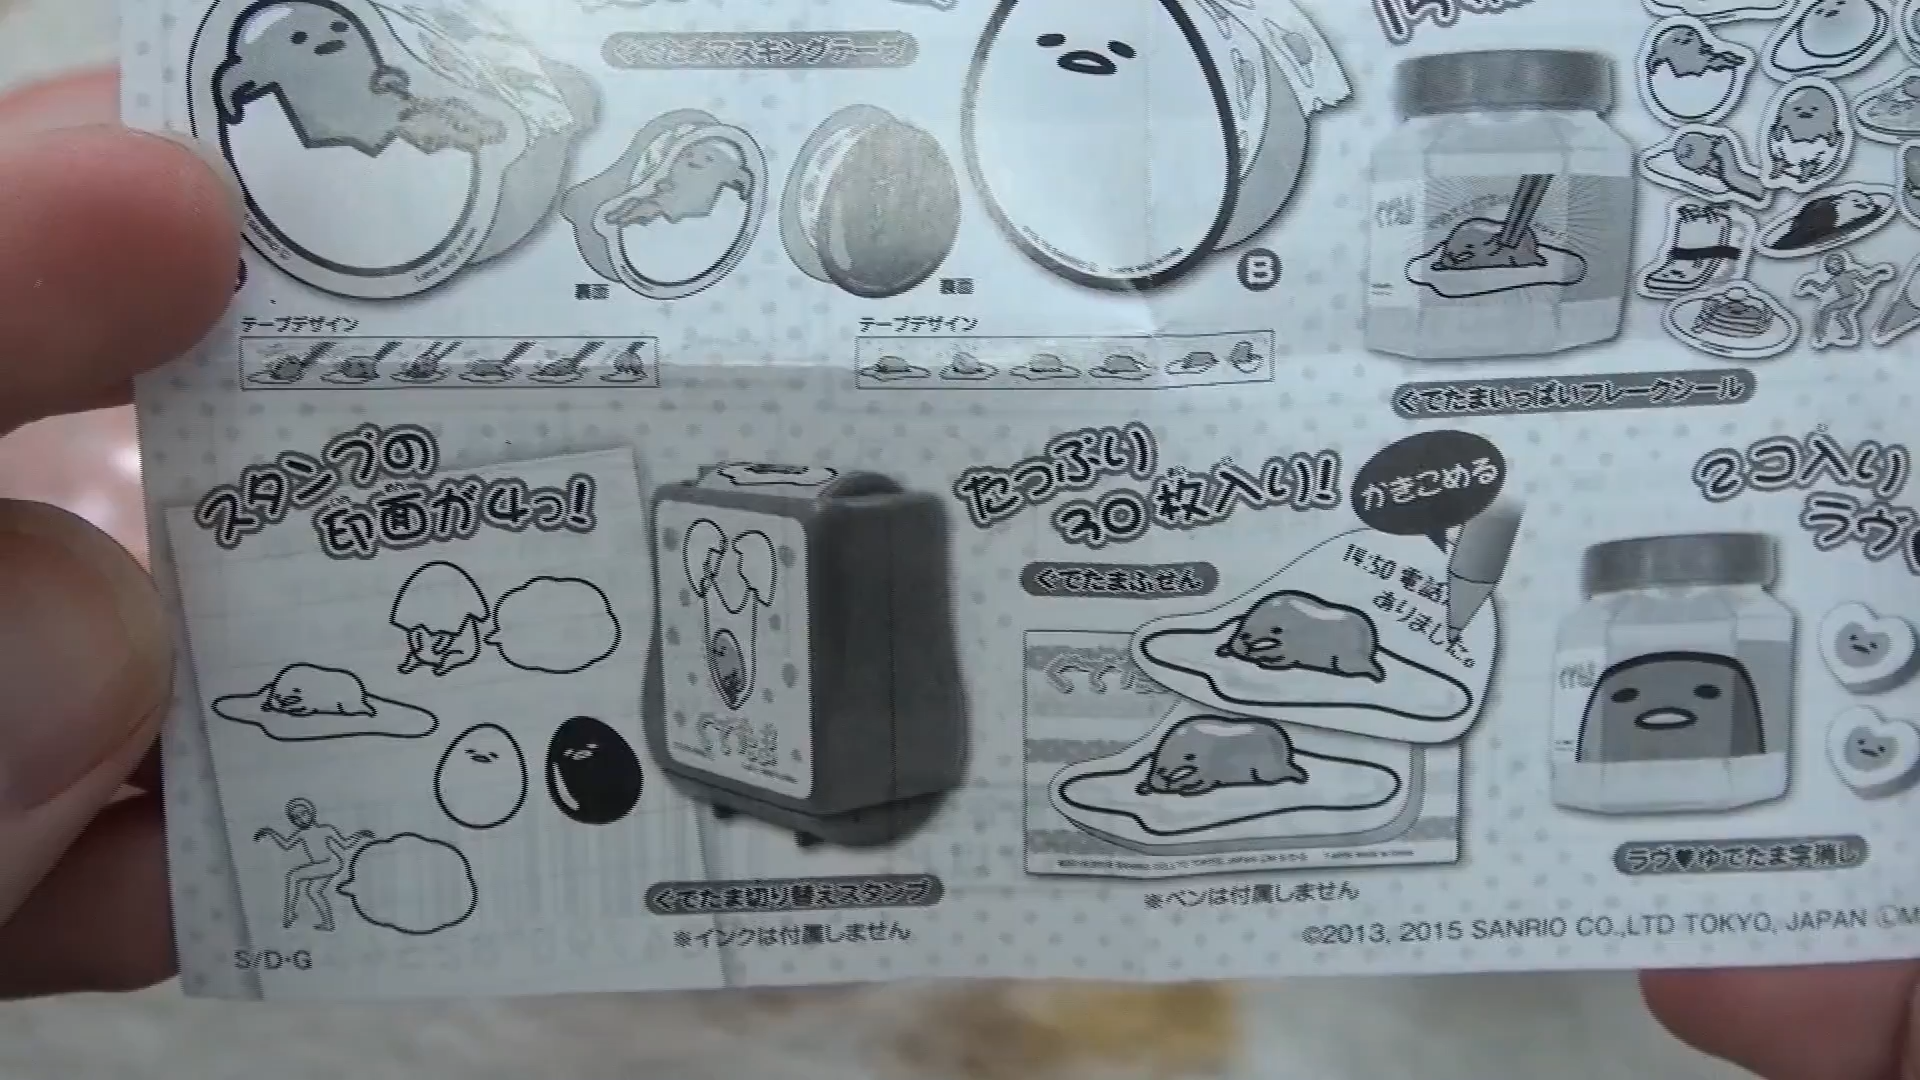 ぐでたまマスキングテープ
裏面
裏面
B
テープデザイン
テープデザイン
ぐでたまいっぱいフレークシール
スタンプの
印面が4つ!
たっぷり
30枚入り!
かきこめる
2コ入り
ラヴ
ぐでたまふせん
14:50 電話
ありました。
ぐでたま切り替えスタンプ
※インクは付属しません
※ペンは付属しません
ラヴ♥ゆでたま字消し
S/D・G
©2013, 2015 SANRIO CO.,LTD TOKYO, JAPAN Ⓛ